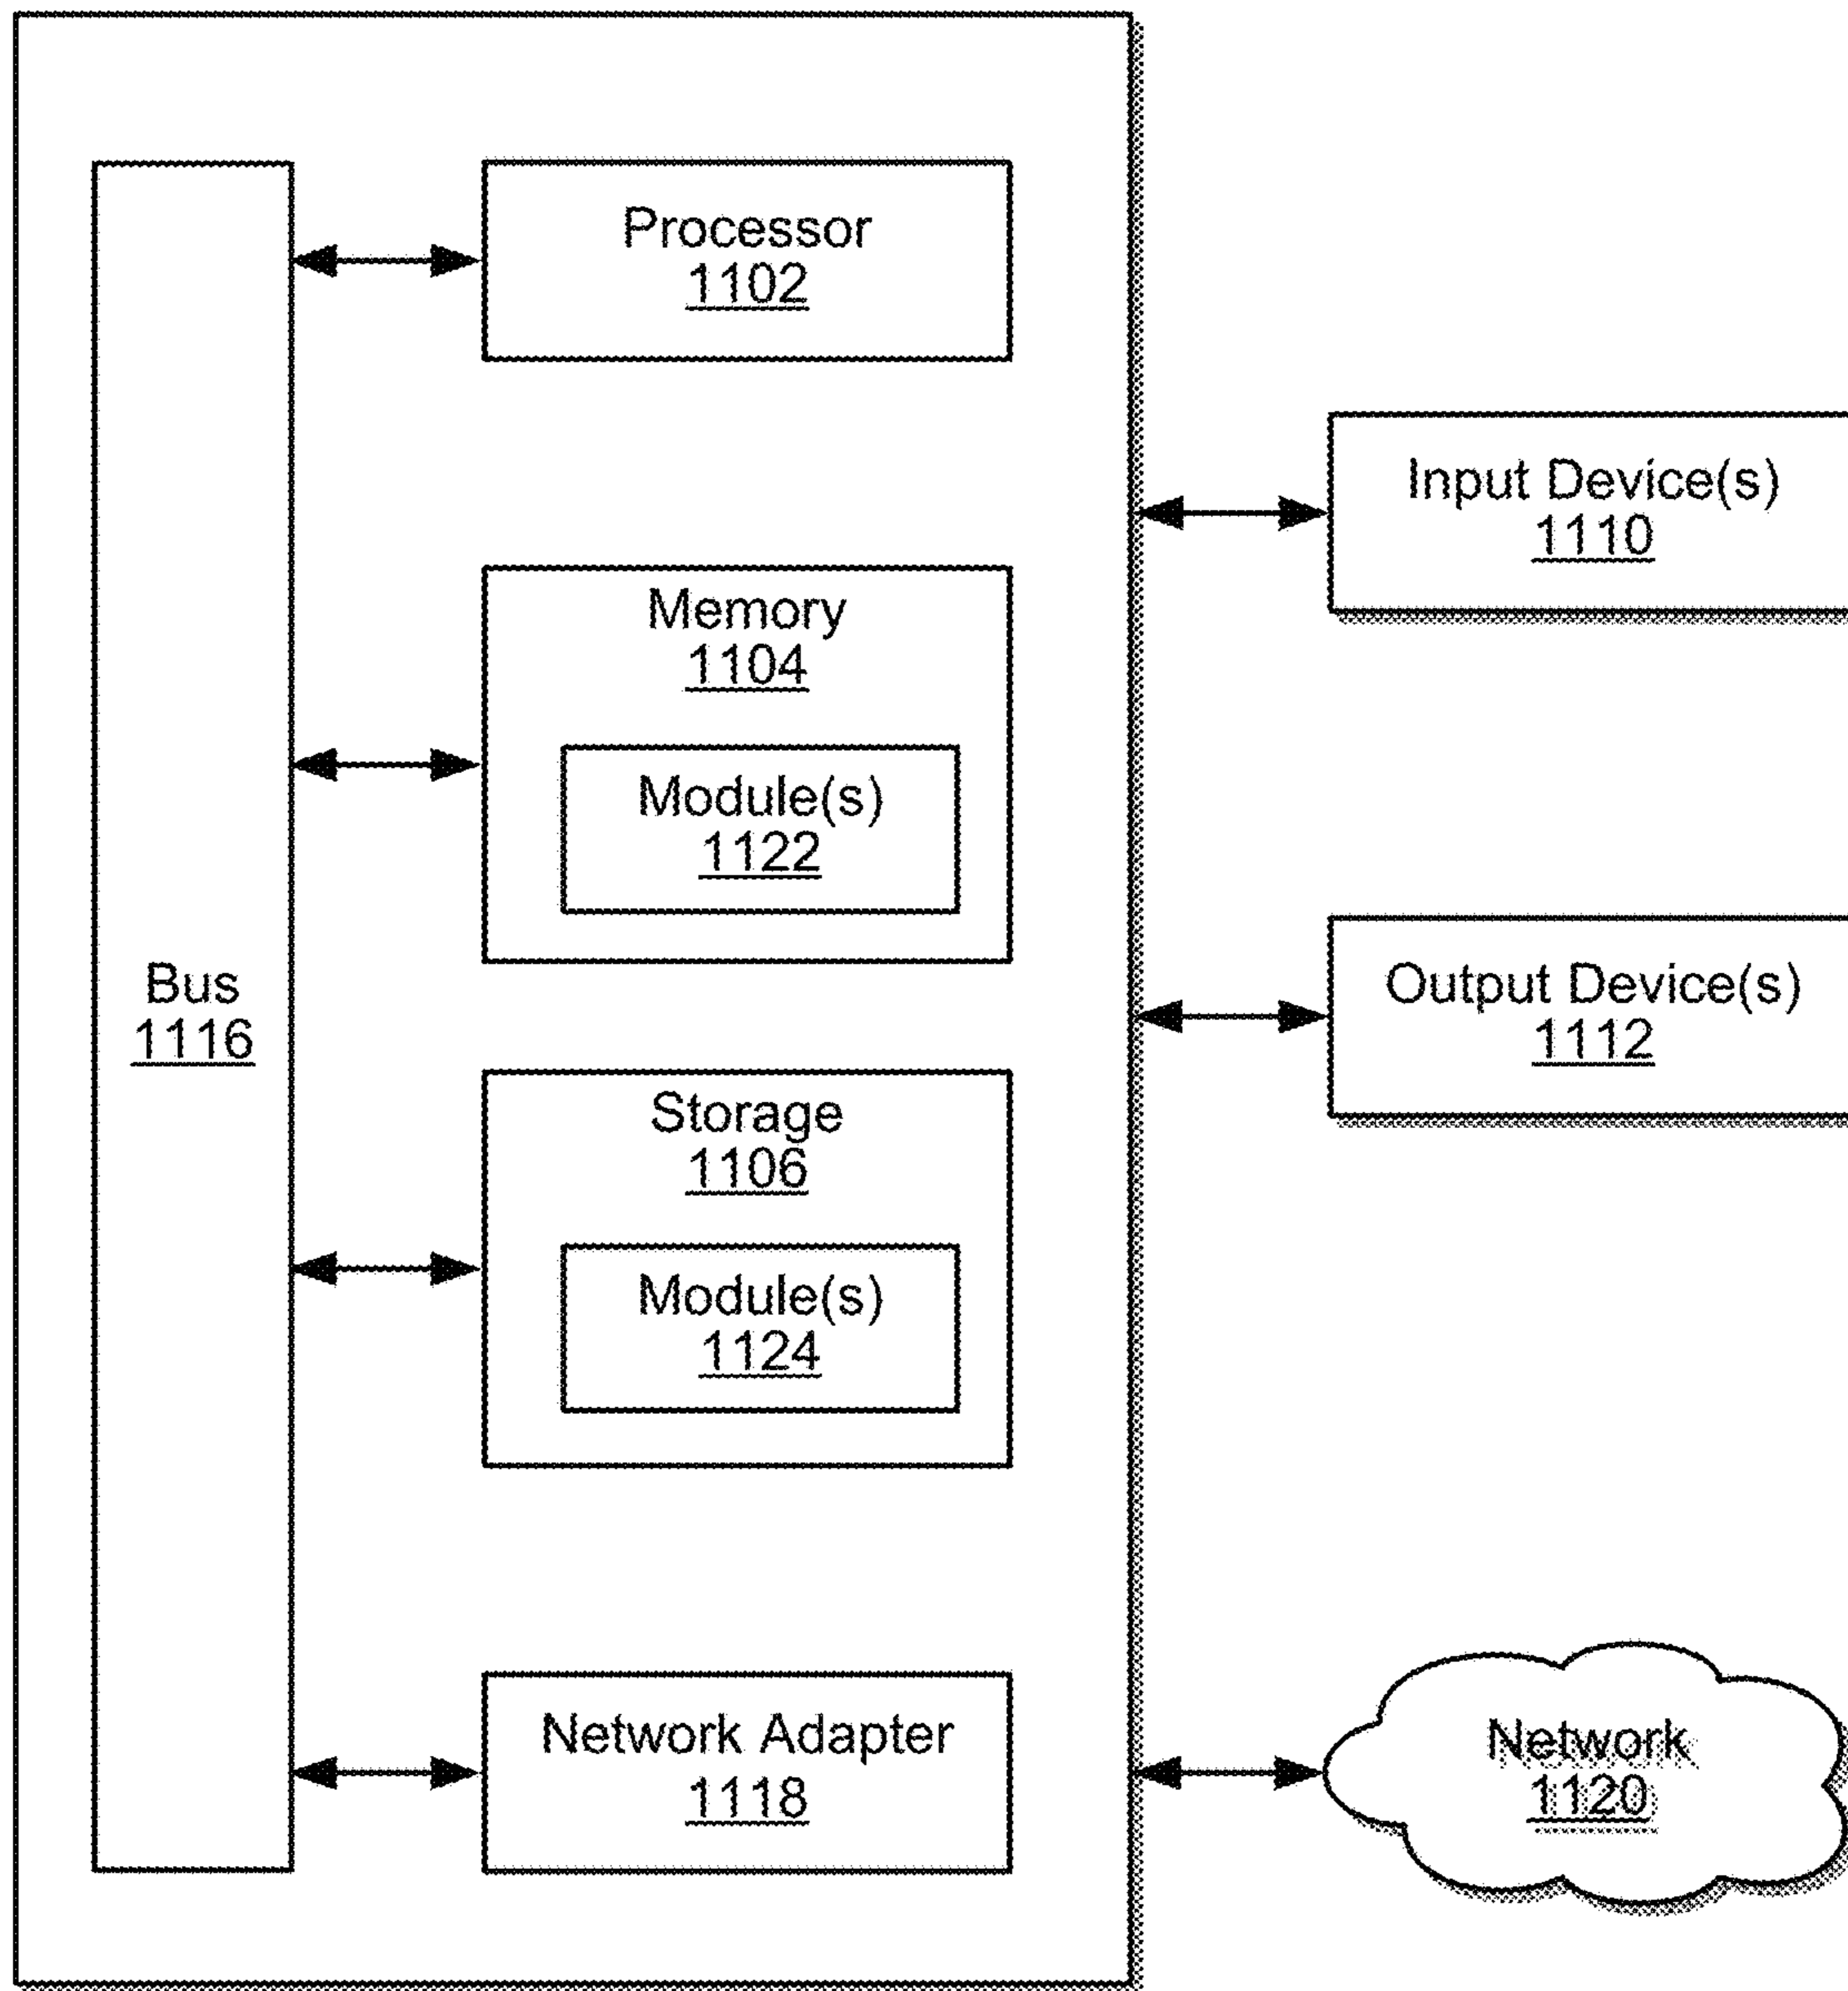 Processor
1102
Memory
1104
Module(s)
1122
Bus
1116
Storage
1106
Module(s)
1124
Network Adapter
1118
Input Device(s)
1110
Output Device(s)
1112
Network
1120